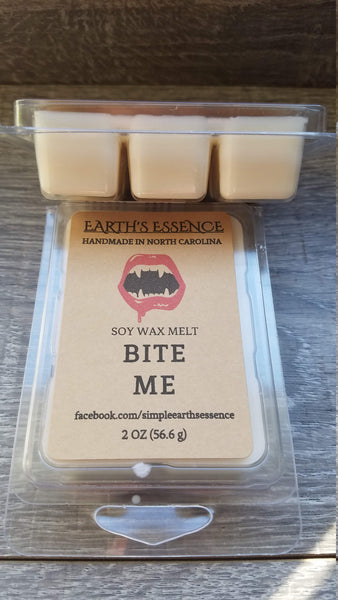 EARTH'S ESSENCE
HANDMADE IN NORTH CAROLINA
SOY WAX MELT
BITE
ME
facebook.com/simpleearthsessence
2 OZ (56.6 g)